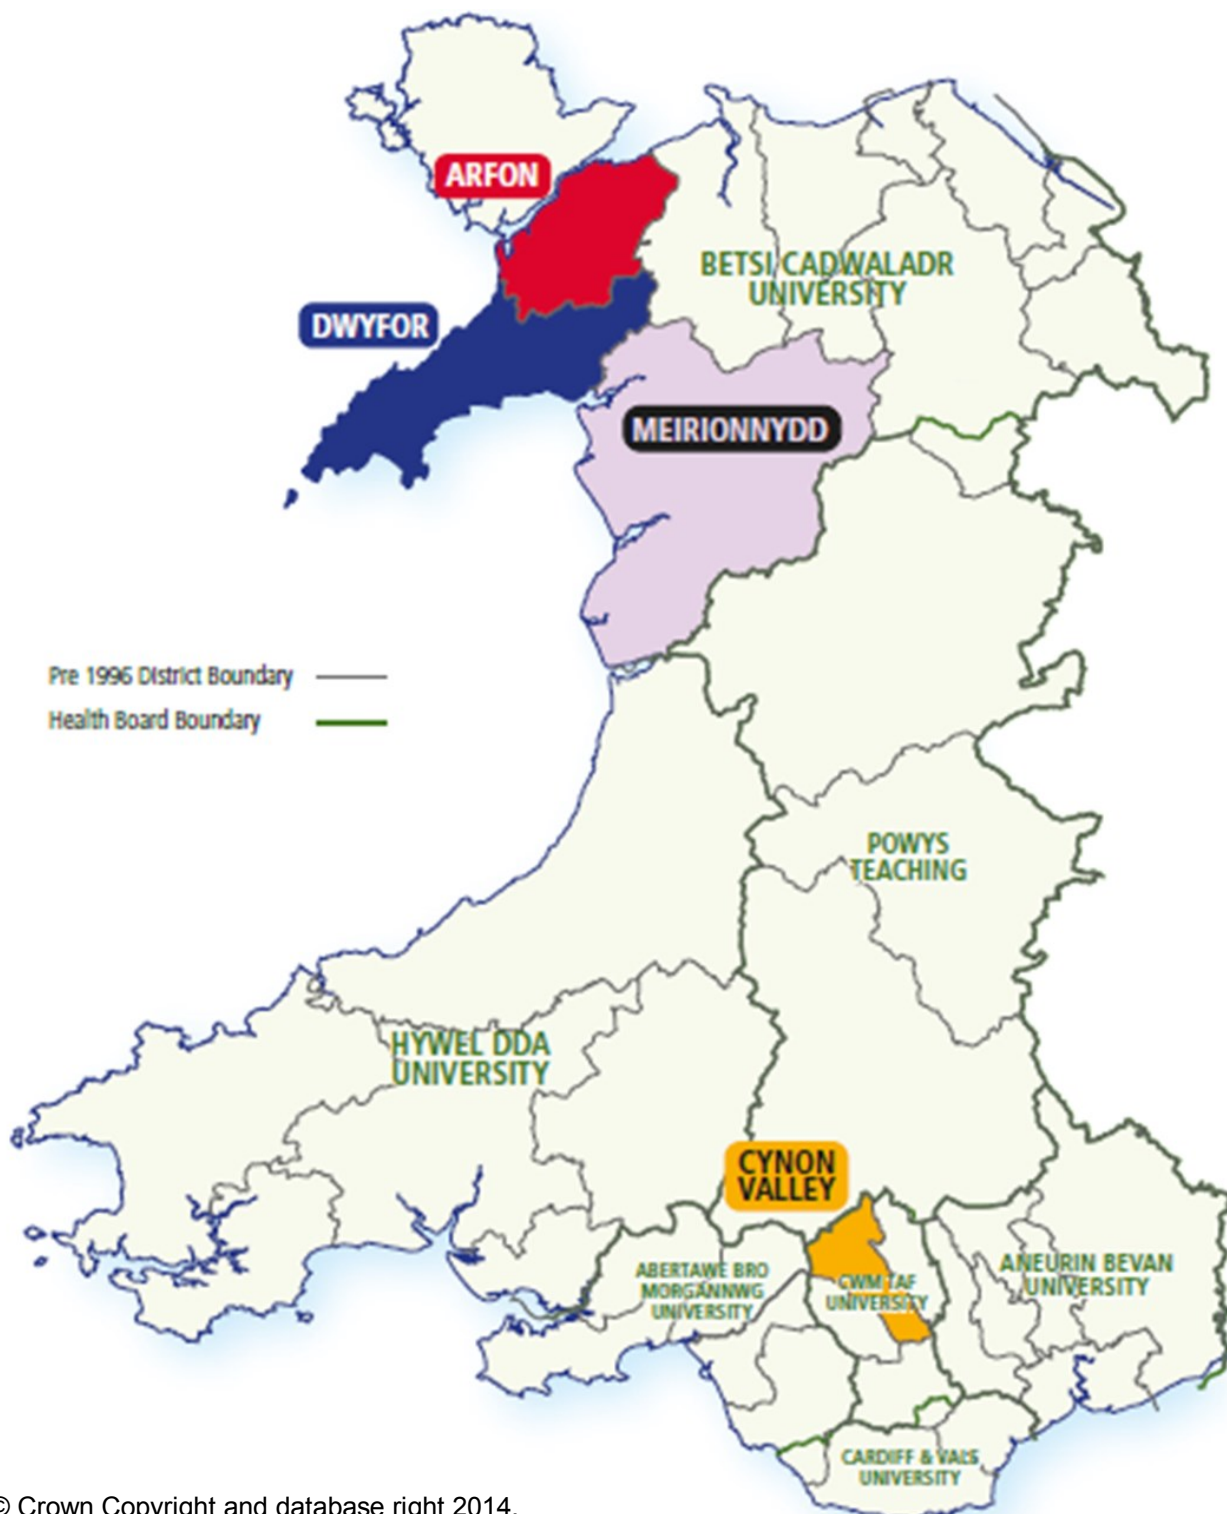 ARFON
BETSI CADWALADR
UNIVERSITY
DWYFOR
MEIRIONNYDD
Pre 1996 District Boundary
Health Board Boundary
POWYS
TEACHING
HYWEL DDA
UNIVERSITY
CYNON
VALLEY
ABERTAWE BRO
MORGANNWG
UNIVERSITY
CWM TAF
UNIVERSITY
ANEURIN BEVAN
UNIVERSITY
CARDIFF & VALE
UNIVERSITY
© Crown Copyright and database right 2014.